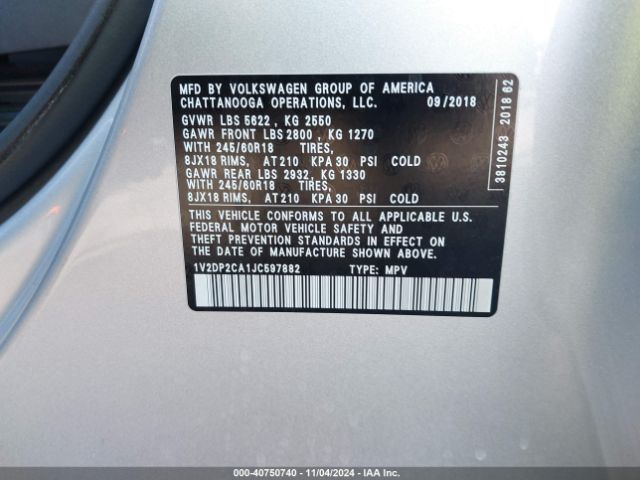 MFD BY VOLKSWAGEN GROUP OF AMERICA
CHATTANOOGA OPERATIONS, LLC. 09/2018
GVWR LBS 5622 , KG 2550
GAWR FRONT LBS 2800 , KG 1270
WITH 245/60R18 TIRES,
8JX18 RIMS, AT 210 KPA 30 PSI COLD
GAWR REAR LBS 2932, KG 1330
WITH 245/60R18 TIRES,
8JX18 RIMS, AT 210 KPA 30 PSI COLD
THIS VEHICLE CONFORMS TO ALL APPLICABLE U.S.
FEDERAL MOTOR VEHICLE SAFETY AND
THEFT PREVENTION STANDARDS IN EFFECT ON
THE DATE OF MANUFACTURE SHOWN ABOVE.
1V2DP2CA1JC597882 TYPE: MPV
3810243 2018 62
000-40750740 - 11/04/2024 - IAA Inc.